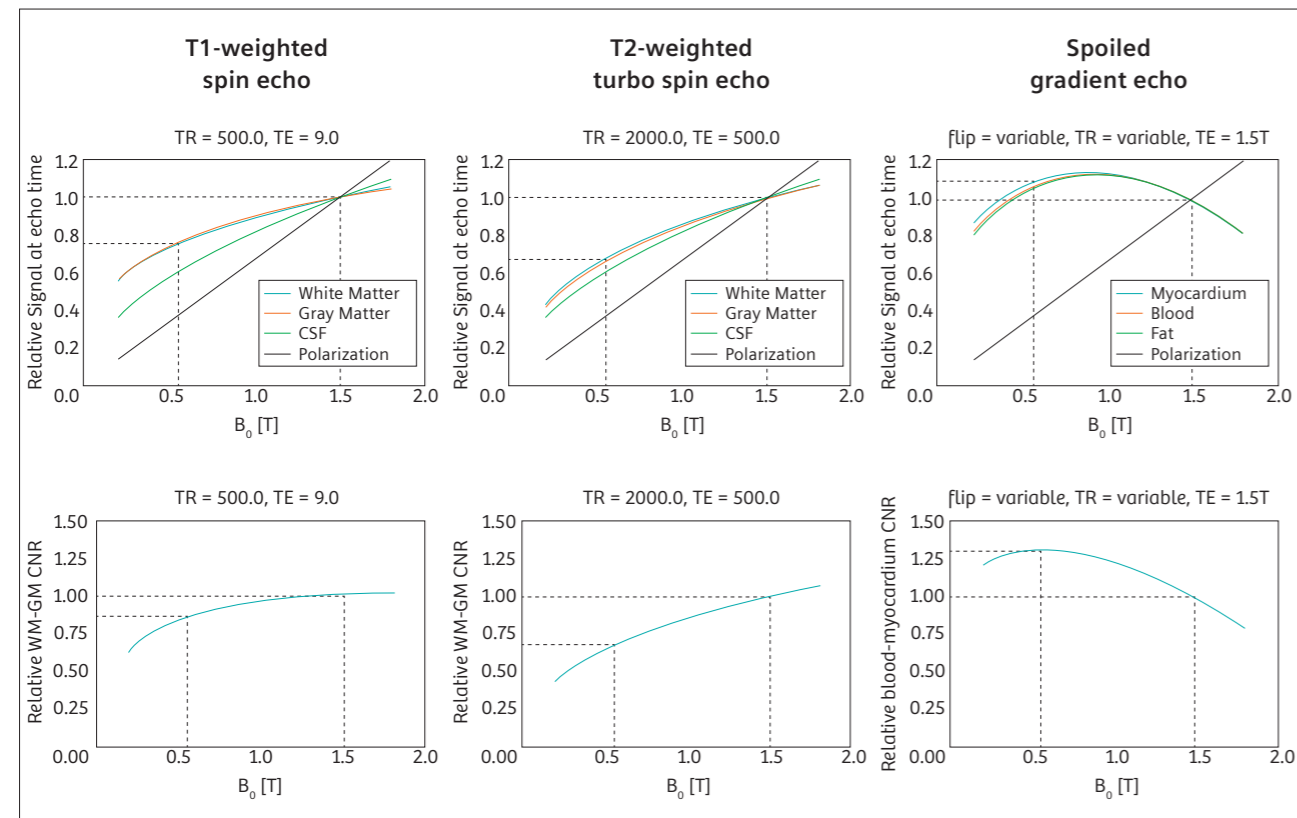 T1-weighted
spin echo
T2-weighted
turbo spin echo
Spoiled
gradient echo
TR = 500.0, TE = 9.0
Relative Signal at echo time
1.2
1.0
0.8
0.6
0.4
0.2
0.0
0.5
1.0
1.5
2.0
White Matter
Gray Matter
CSF
Polarization
B0 [T]
TR = 2000.0, TE = 500.0
Relative Signal at echo time
1.2
1.0
0.8
0.6
0.4
0.2
0.0
0.5
1.0
1.5
2.0
White Matter
Gray Matter
CSF
Polarization
B0 [T]
flip = variable, TR = variable, TE = 1.5T
Relative Signal at echo time
1.2
1.0
0.8
0.6
0.4
0.2
0.0
0.5
1.0
1.5
2.0
Myocardium
Blood
Fat
Polarization
B0 [T]
TR = 500.0, TE = 9.0
Relative WM-GM CNR
1.50
1.25
1.00
0.75
0.50
0.25
0.00
0.5
1.0
1.5
2.0
B0 [T]
TR = 2000.0, TE = 500.0
Relative WM-GM CNR
1.50
1.25
1.00
0.75
0.50
0.25
0.00
0.5
1.0
1.5
2.0
B0 [T]
flip = variable, TR = variable, TE = 1.5T
Relative blood-myocardium CNR
1.50
1.25
1.00
0.75
0.50
0.25
0.00
0.5
1.0
1.5
2.0
B0 [T]